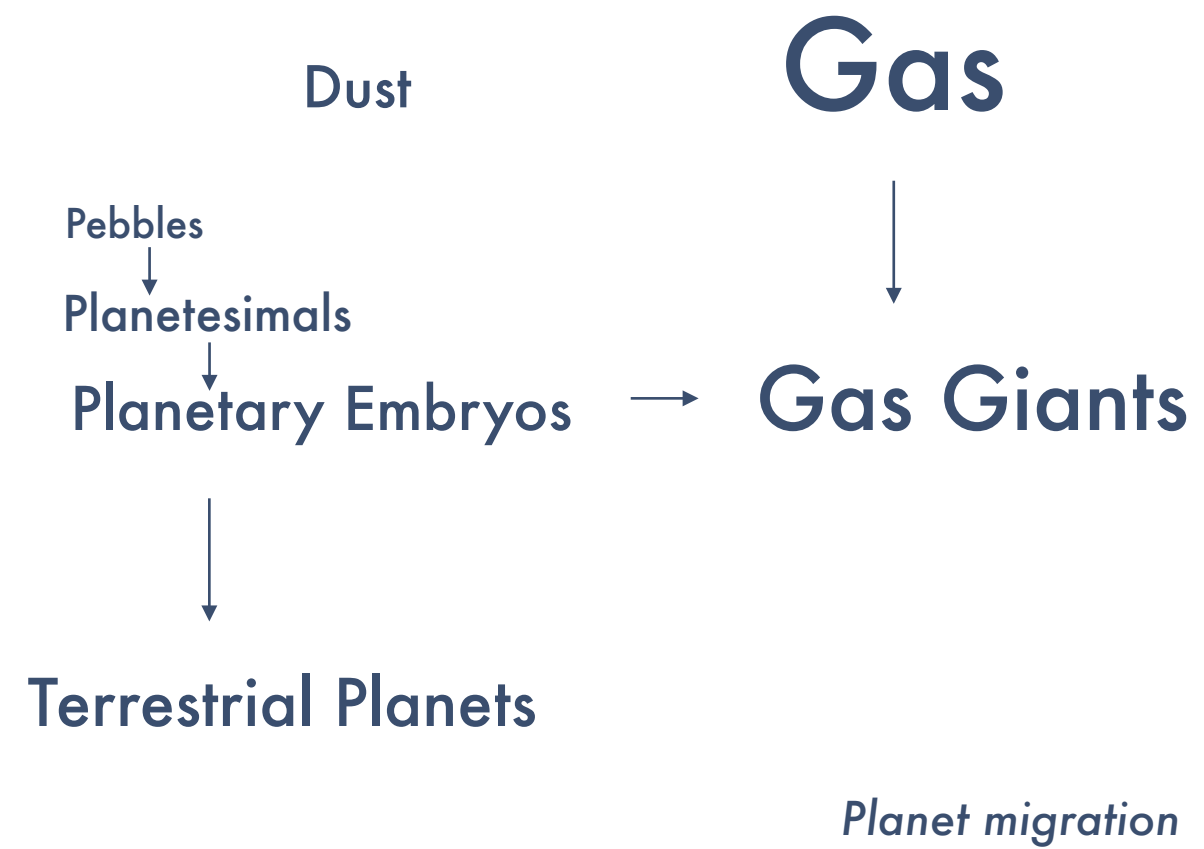 Dust
Gas
Pebbles
Planetesimals
Planetary Embryos
Gas Giants
Terrestrial Planets
Planet migration